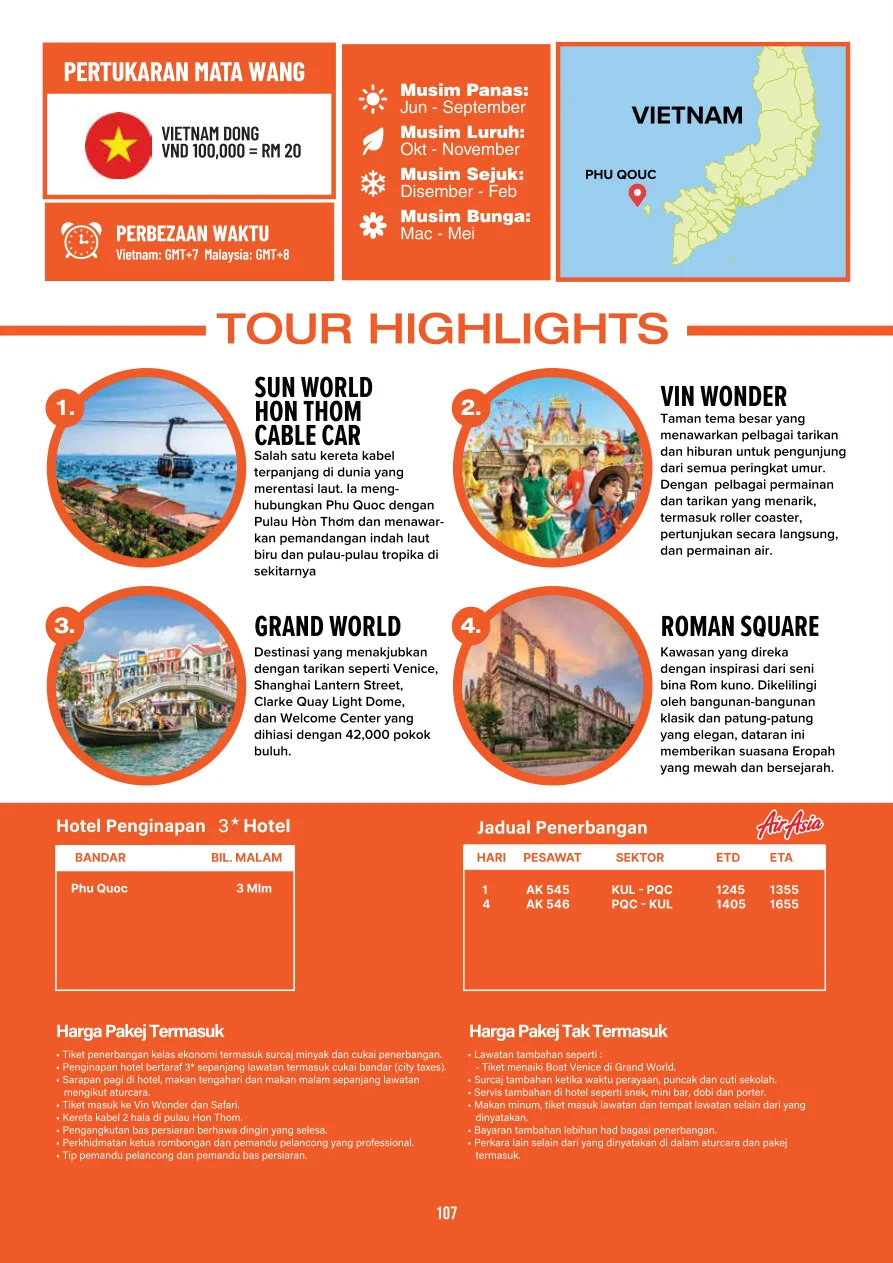 PERTUKARAN MATA WANG
VIETNAM DONG
VND 100,000 = RM 20
PERBEZAAN WAKTU
Vietnam: GMT+7 Malaysia: GMT+8
Musim Panas:
Jun - September
Musim Luruh:
Okt - November
Musim Sejuk:
Disember - Feb
Musim Bunga:
Mac - Mei
VIETNAM
PHU QOUC
TOUR HIGHLIGHTS
1.
SUN WORLD
HON THOM
CABLE CAR
Salah satu kereta kabel
terpanjang di dunia yang
merentasi laut. Ia meng-
hubungkan Phu Quoc dengan
Pulau Hòn Thơm dan menawar-
kan pemandangan indah laut
biru dan pulau-pulau tropika di
sekitarnya
2.
VIN WONDER
Taman tema besar yang
menawarkan pelbagai tarikan
dan hiburan untuk pengunjung
dari semua peringkat umur.
Dengan  pelbagai permainan
dan tarikan yang menarik,
termasuk roller coaster,
pertunjukan secara langsung,
dan permainan air.
3.
GRAND WORLD
Destinasi yang menakjubkan
dengan tarikan seperti Venice,
Shanghai Lantern Street,
Clarke Quay Light Dome,
dan Welcome Center yang
dihiasi dengan 42,000 pokok
buluh.
4.
ROMAN SQUARE
Kawasan yang direka
dengan inspirasi dari seni
bina Rom kuno. Dikelilingi
oleh bangunan-bangunan
klasik dan patung-patung
yang elegan, dataran ini
memberikan suasana Eropah
yang mewah dan bersejarah.
Hotel Penginapan 3★ Hotel
BANDAR BIL. MALAM
Phu Quoc 3 Mlm
Jadual Penerbangan
AirAsia
HARI PESAWAT SEKTOR ETD ETA
1 AK 545 KUL - PQC 1245 1355
4 AK 546 PQC - KUL 1405 1655
Harga Pakej Termasuk
• Tiket penerbangan kelas ekonomi termasuk surcaj minyak dan cukai penerbangan.
• Penginapan hotel bertaraf 3* sepanjang lawatan termasuk cukai bandar (city taxes).
• Sarapan pagi di hotel, makan tengahari dan makan malam sepanjang lawatan
mengikut aturcara.
• Tiket masuk ke Vin Wonder dan Safari.
• Kereta kabel 2 hala di pulau Hon Thom.
• Pengangkutan bas persiaran berhawa dingin yang selesa.
• Perkhidmatan ketua rombongan dan pemandu pelancong yang professional.
• Tip pemandu pelancong dan pemandu bas persiaran.
Harga Pakej Tak Termasuk
• Lawatan tambahan seperti :
- Tiket menaiki Boat Venice di Grand World.
• Surcaj tambahan ketika waktu perayaan, puncak dan cuti sekolah.
• Servis tambahan di hotel seperti snek, mini bar, dobi dan porter.
• Makan minum, tiket masuk lawatan dan tempat lawatan selain dari yang
dinyatakan.
• Bayaran tambahan lebihan had bagasi penerbangan.
• Perkara lain selain dari yang dinyatakan di dalam aturcara dan pakej
termasuk.
107